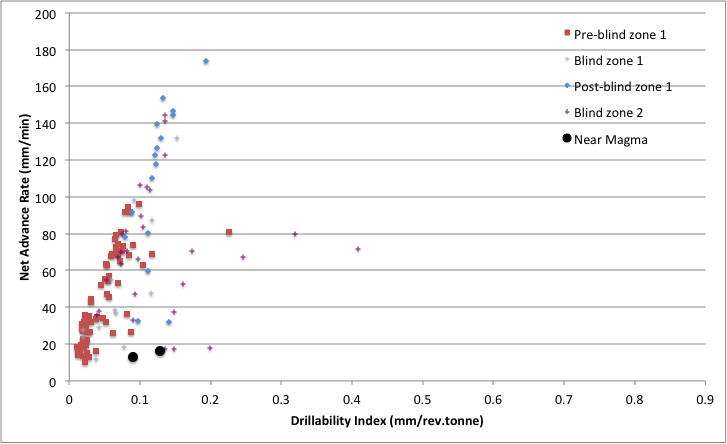 200
180
160
140
120
100
80
60
40
20
0
Net Advance Rate (mm/min)
Pre-blind zone 1
Blind zone 1
Post-blind zone 1
Blind zone 2
Near Magma
0 0.1 0.2 0.3 0.4 0.5 0.6 0.7 0.8 0.9
Drillability Index (mm/rev.tonne)